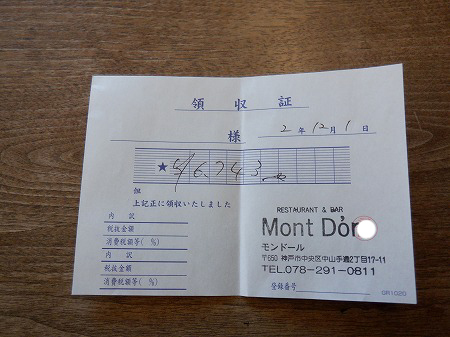 領収証
様
2年12月1日
★ ¥16,743
但
上記正に領収いたしました
内訳
税抜金額
消費税額等( %)
内訳
税抜金額
消費税額等( %)
RESTAURANT & BAR
Mont D'or
モンドール
〒650 神戸市中央区中山手通2丁目17-11
TEL.078-291-0811
登録番号
GR1025